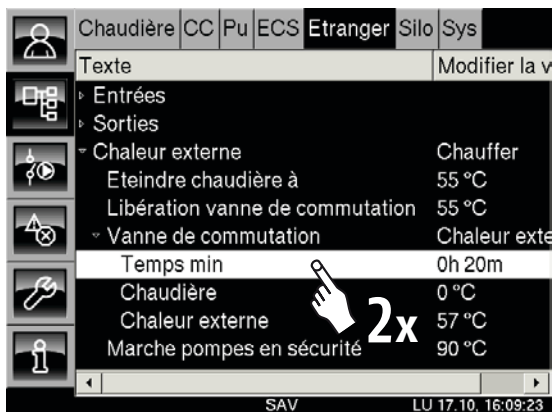 Chaudière CC Pu ECS Etranger Silo Sys
Texte Modifier la v
Entrées
Sorties
Chaleur externe Chauffer
Eteindre chaudière à 55 °C
Libération vanne de commutation 55 °C
Vanne de commutation Chaleur exte
Temps min 0h 20m
Chaudière 0 °C
2x
Chaleur externe 57 °C
Marche pompes en sécurité 90 °C
SAV LU 17.10. 16:09:23